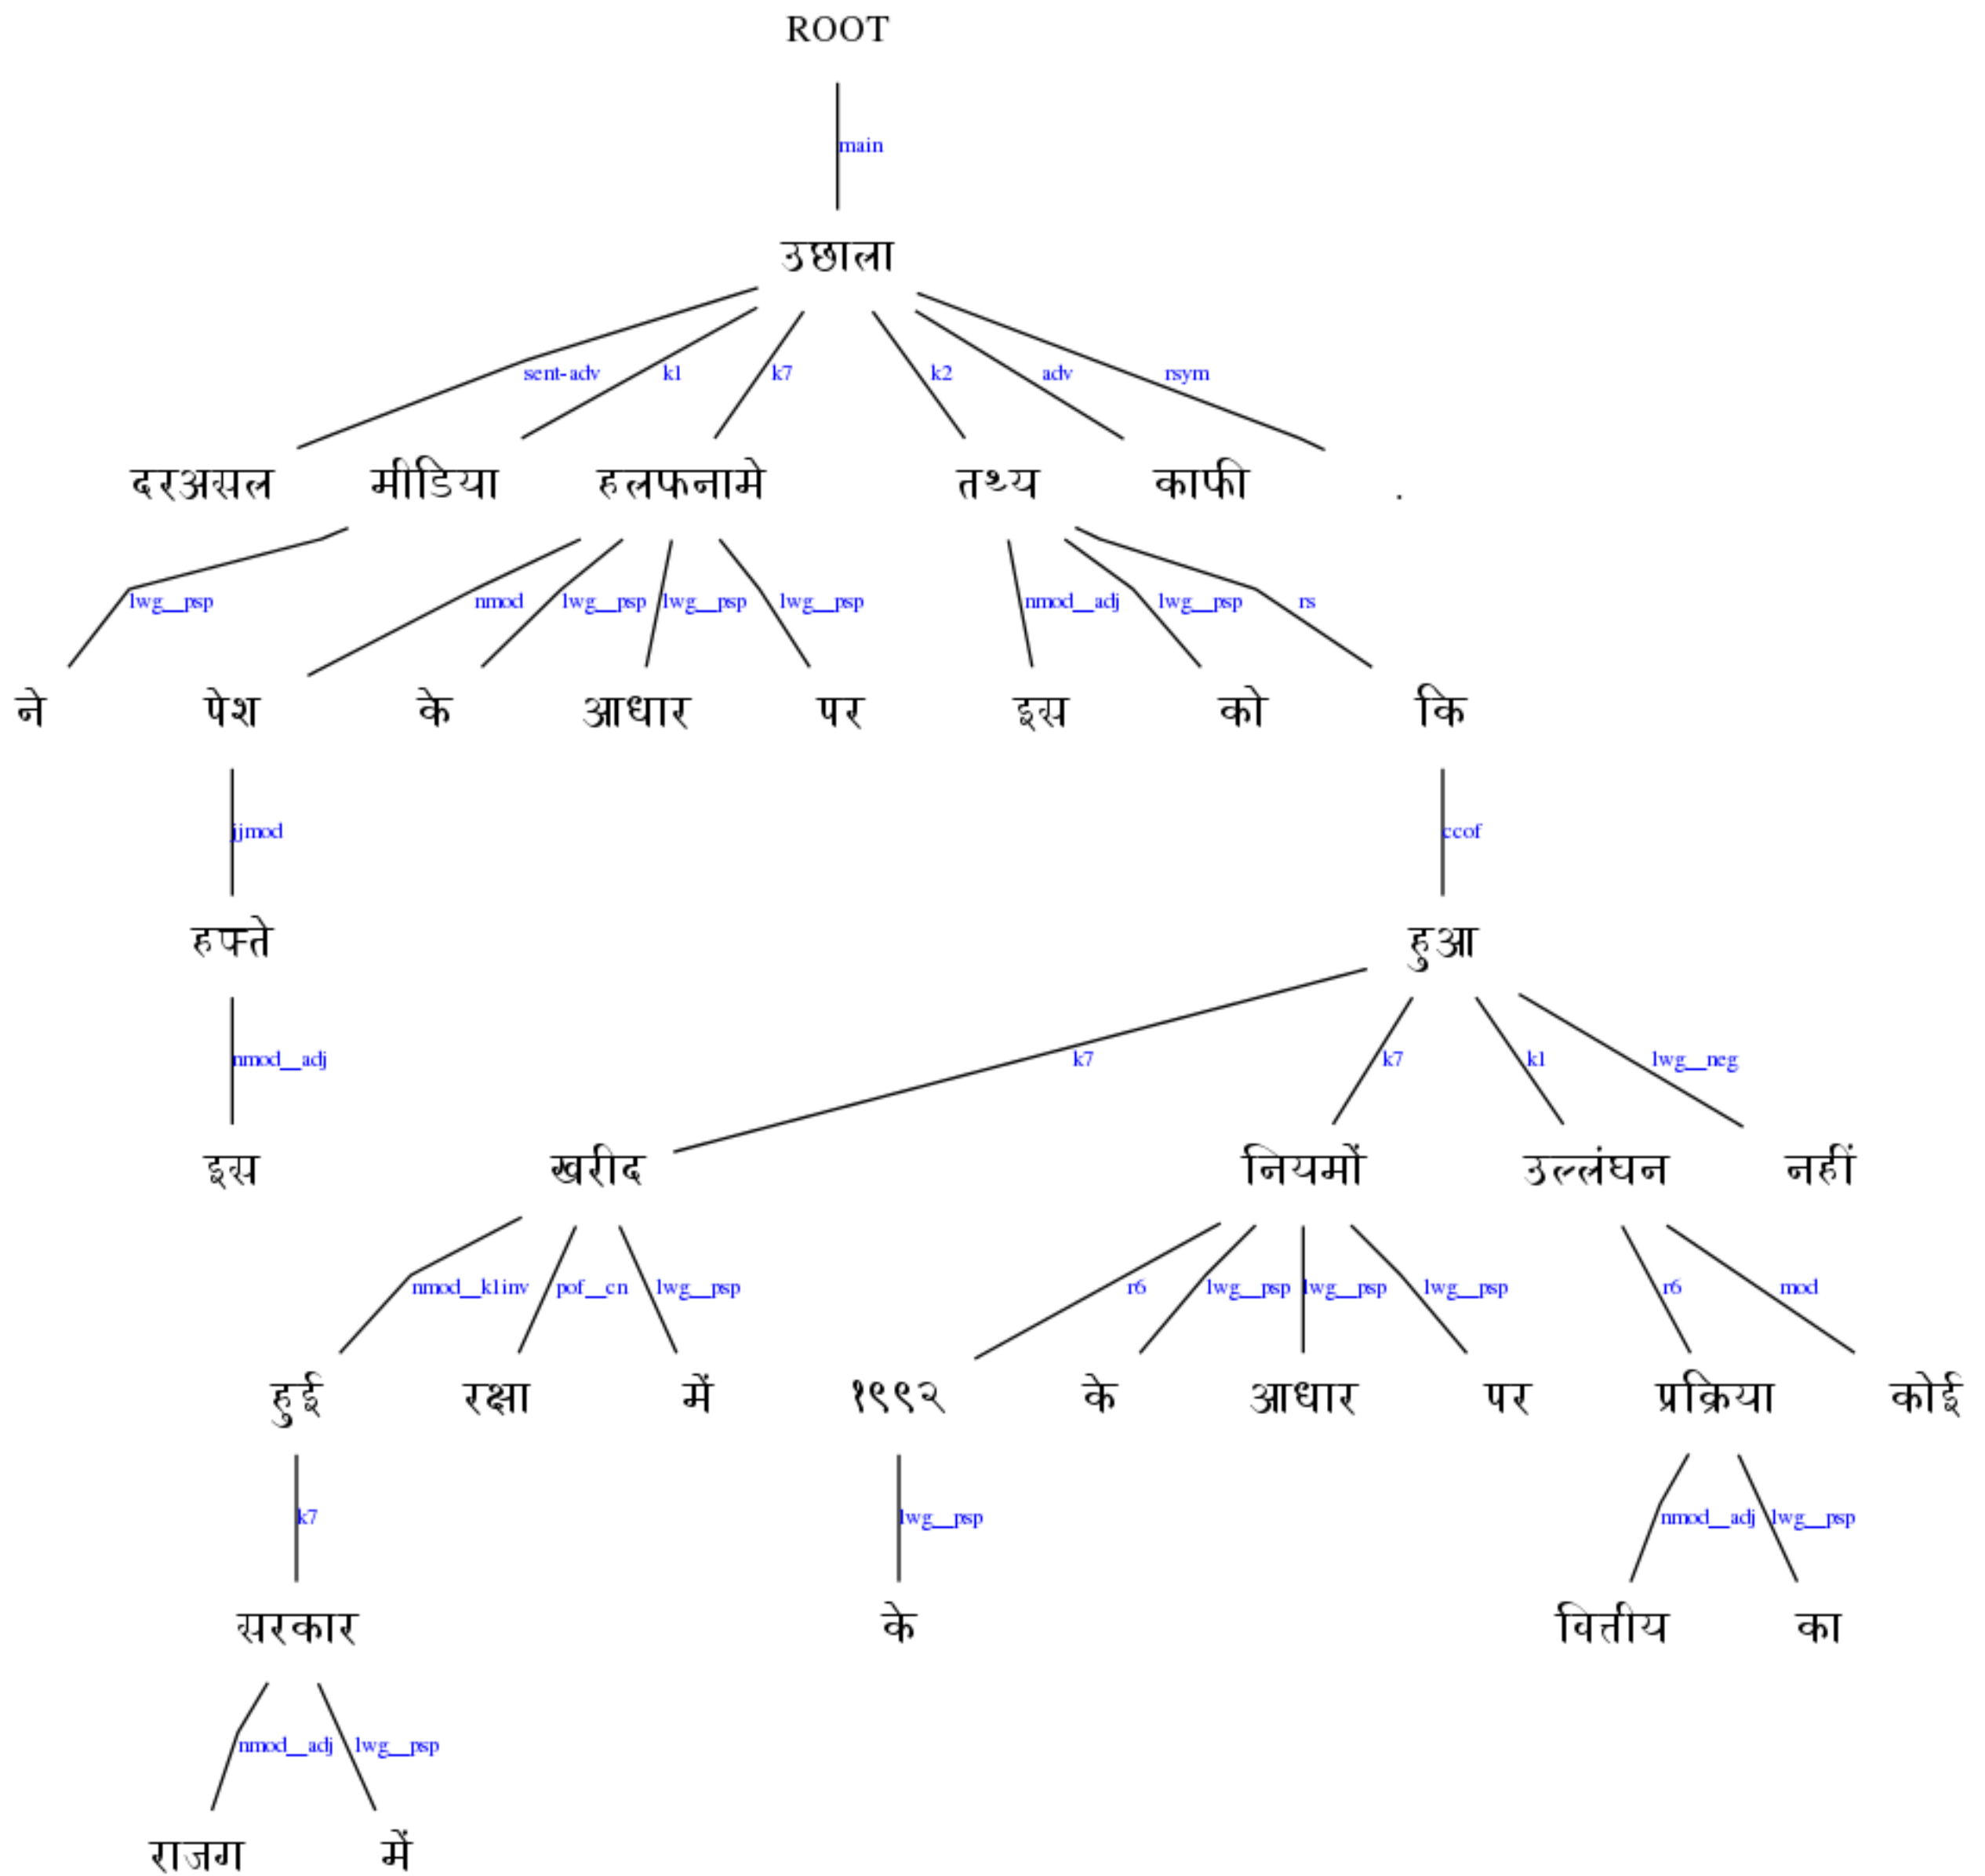 ROOT
main
उछाला
sent-adv k1 k7 k2 adv rsym
दरअसल मीडिया हलफनामे तथ्य काफी .
lwg__psp nmod lwg__psp lwg__psp lwg__psp nmod__adj lwg__psp rs
ने पेश के आधार पर इस को कि
jjmod ccof
हफ्ते हुआ
nmod__adj k7 k7 k1 lwg__neg
इस खरीद नियमों उल्लंघन नहीं
nmod__k1inv pof__cn lwg__psp r6 lwg__psp lwg__psp lwg__psp r6 mod
हुई रक्षा में १९९२ के आधार पर प्रक्रिया कोई
k7 lwg__psp nmod__adj lwg__psp
सरकार के वित्तीय का
nmod__adj lwg__psp
राजग में